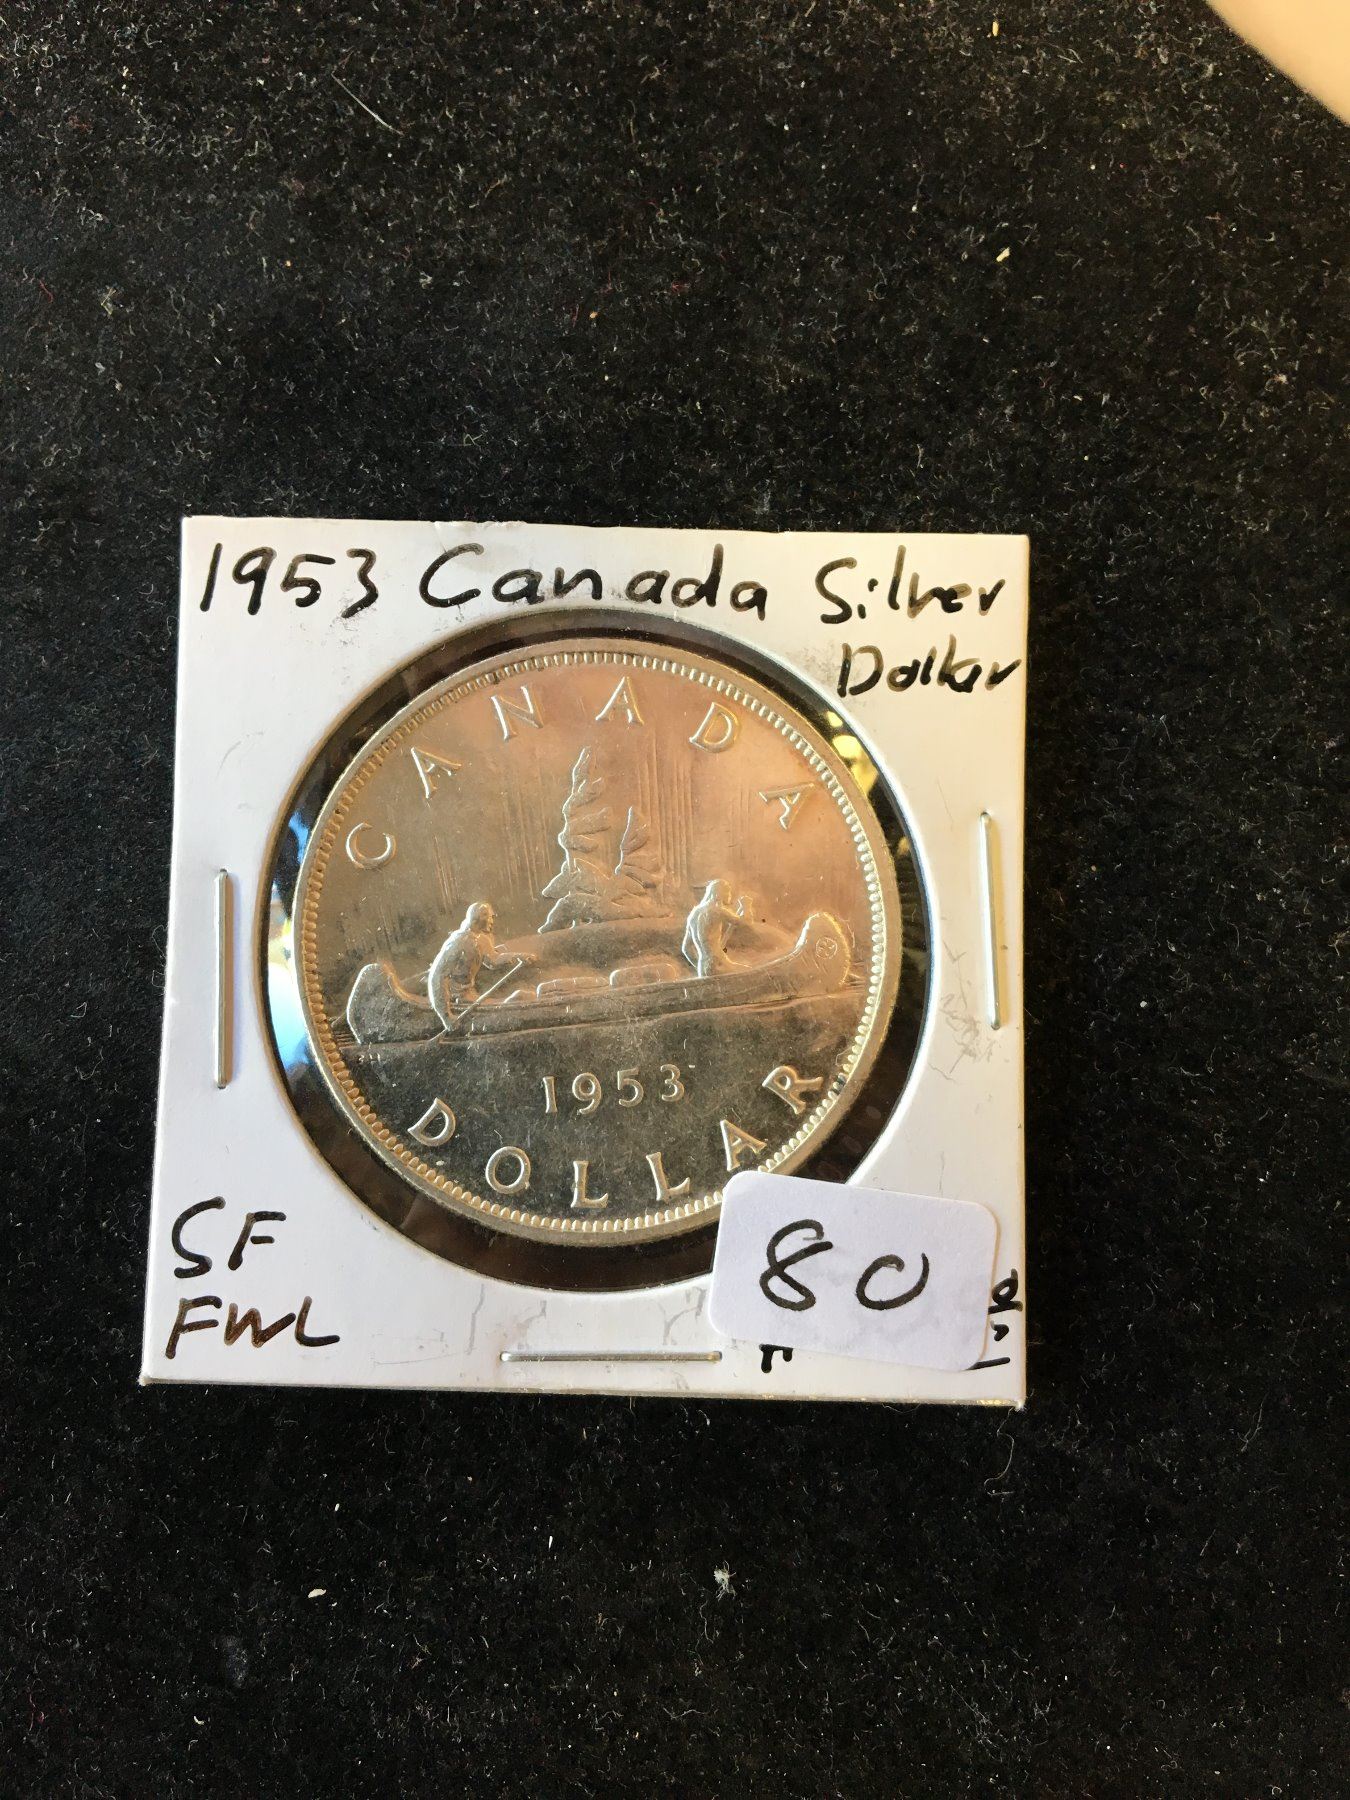 1953 Canada Silver
Dollar
CANADA
1953
DOLLAR
SF
FWL
80